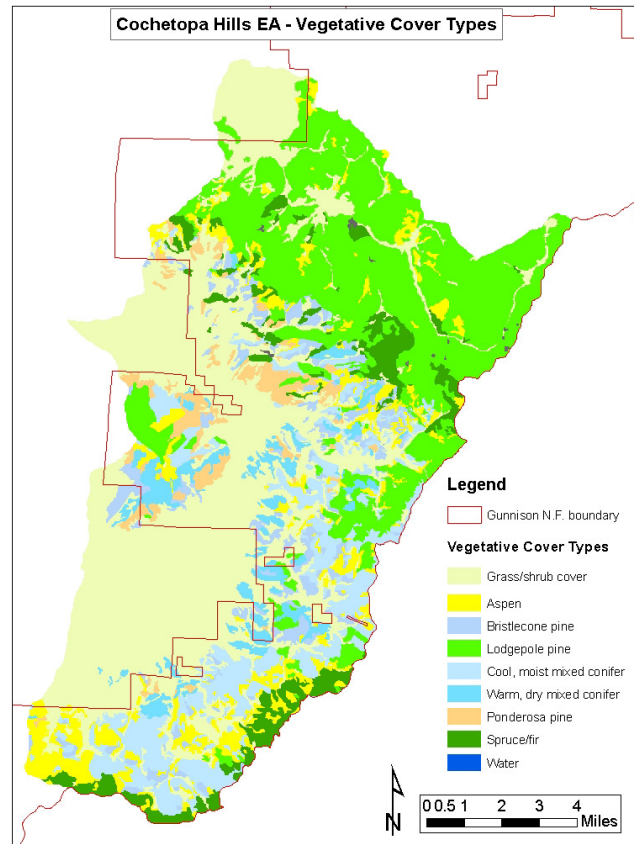 Cochetopa Hills EA - Vegetative Cover Types
Legend
Gunnison N.F. boundary
Vegetative Cover Types
Grass/shrub cover
Aspen
Bristlecone pine
Lodgepole pine
Cool, moist mixed conifer
Warm, dry mixed conifer
Ponderosa pine
Spruce/fir
Water
N
0 0.5 1 2 3 4
Miles